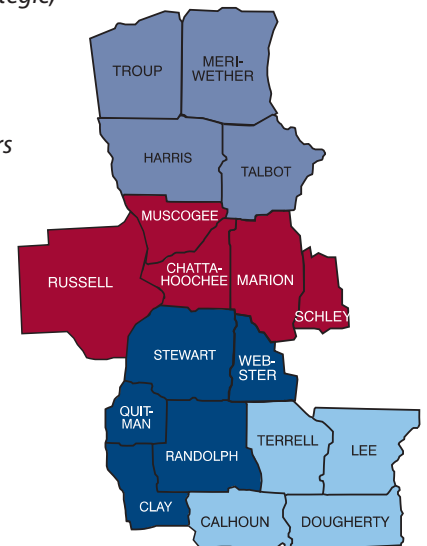 TROUP
MERI-
WETHER
HARRIS
TALBOT
MUSCOGEE
RUSSELL
CHATTA-
HOOCHEE
MARION
SCHLEY
STEWART
WEB-
STER
QUIT-
MAN
RANDOLPH
TERRELL
LEE
CLAY
CALHOUN
DOUGHERTY